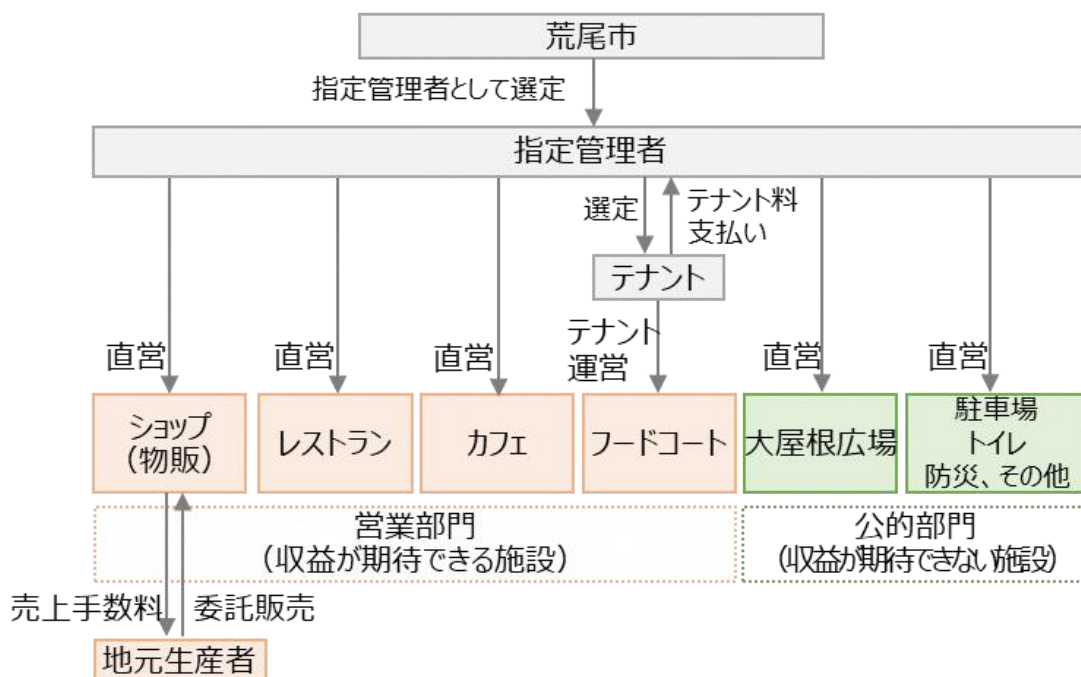 荒尾市
指定管理者として選定
指定管理者
選定
テナント料
支払い
テナント
直営
直営
直営
テナント
運営
直営
直営
ショップ
（物販）
レストラン
カフェ
フードコート
大屋根広場
駐車場
トイレ
防災、その他
営業部門
（収益が期待できる施設）
公的部門
（収益が期待できない施設）
売上手数料
委託販売
地元生産者